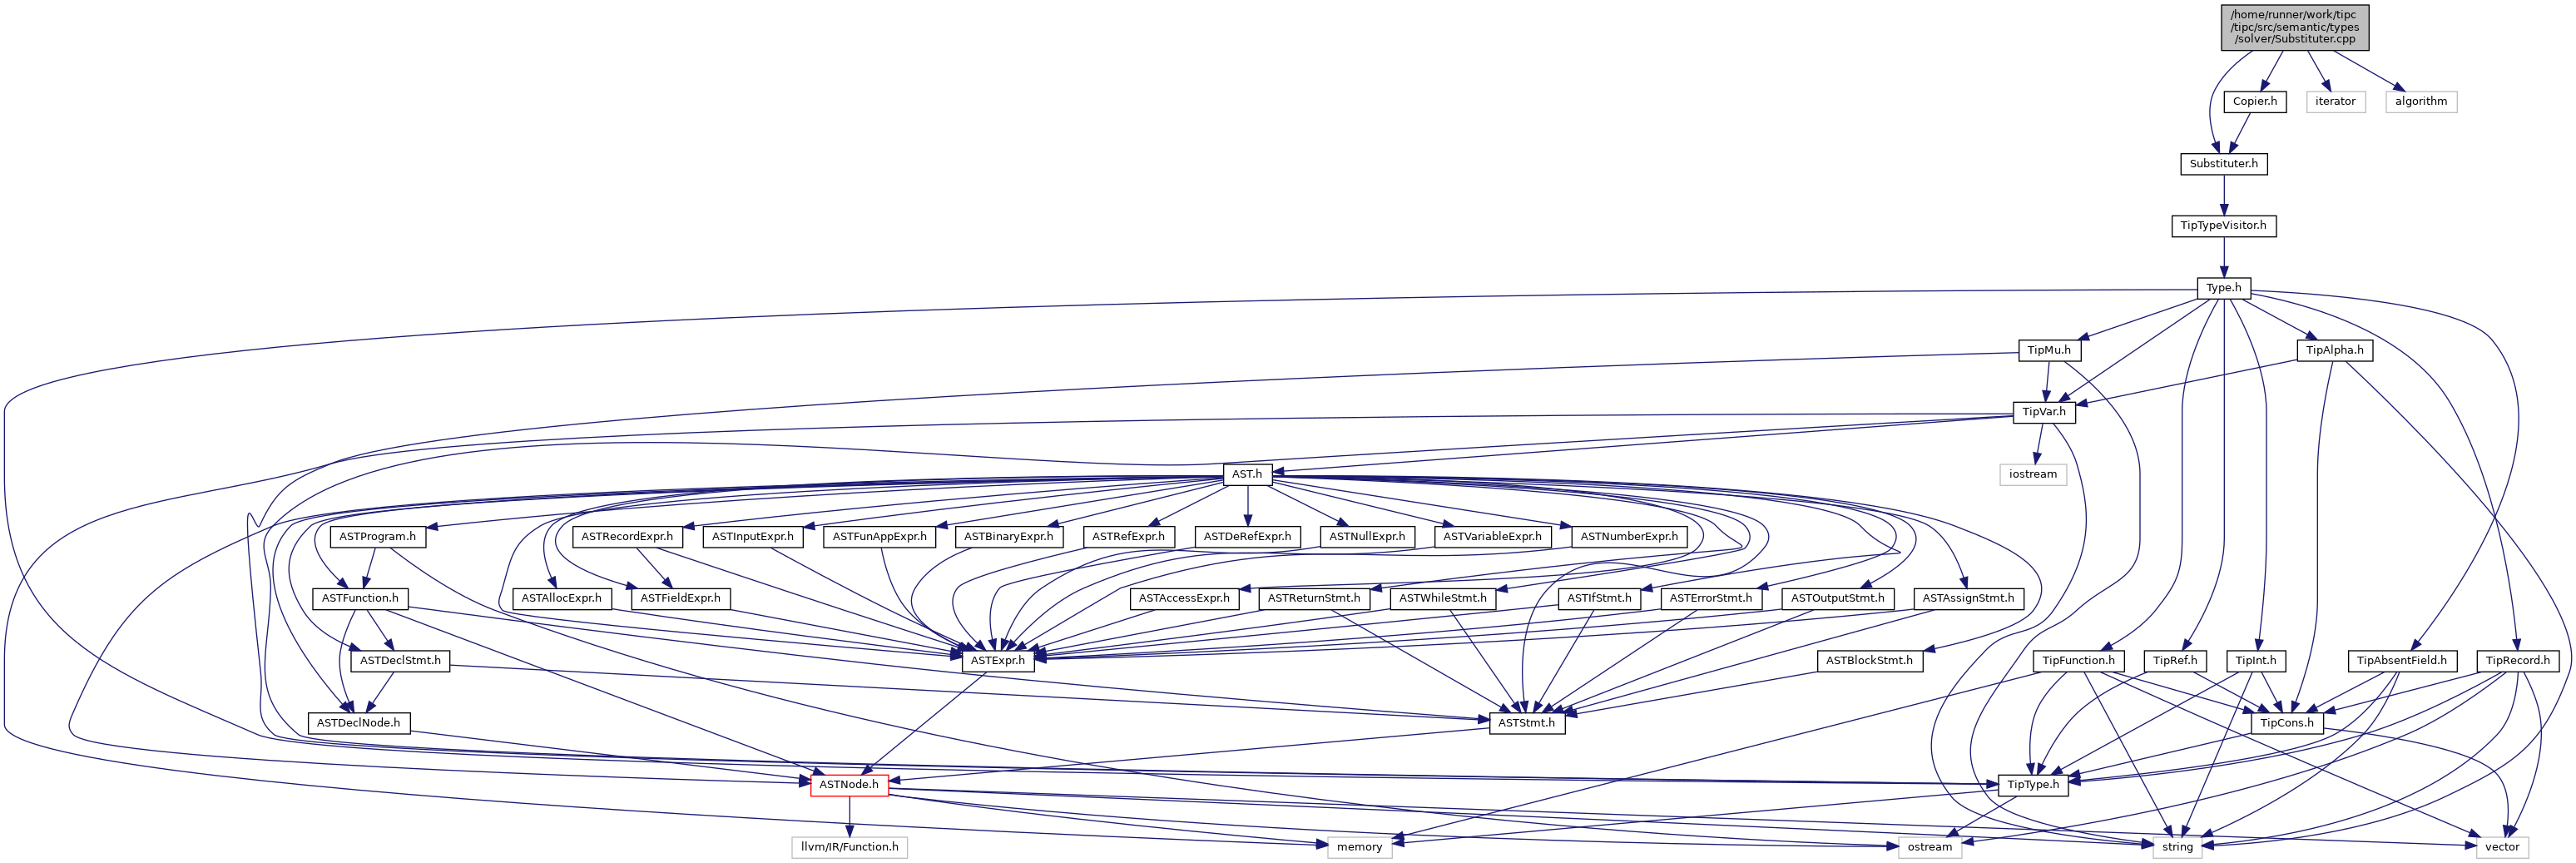 /home/runner/work/tipc
/tipc/src/semantic/types
/solver/Substituter.cpp
Copier.h
iterator
algorithm
Substituter.h
TipTypeVisitor.h
Type.h
TipMu.h
TipAlpha.h
TipVar.h
AST.h
iostream
ASTProgram.h
ASTRecordExpr.h
ASTInputExpr.h
ASTFunAppExpr.h
ASTBinaryExpr.h
ASTRefExpr.h
ASTDeRefExpr.h
ASTNullExpr.h
ASTVariableExpr.h
ASTNumberExpr.h
ASTFunction.h
ASTAllocExpr.h
ASTFieldExpr.h
ASTAccessExpr.h
ASTReturnStmt.h
ASTWhileStmt.h
ASTIfStmt.h
ASTErrorStmt.h
ASTOutputStmt.h
ASTAssignStmt.h
ASTDeclStmt.h
ASTExpr.h
ASTBlockStmt.h
TipFunction.h
TipRef.h
TipInt.h
TipAbsentField.h
TipRecord.h
ASTDeclNode.h
ASTStmt.h
TipCons.h
ASTNode.h
TipType.h
llvm/IR/Function.h
memory
ostream
string
vector